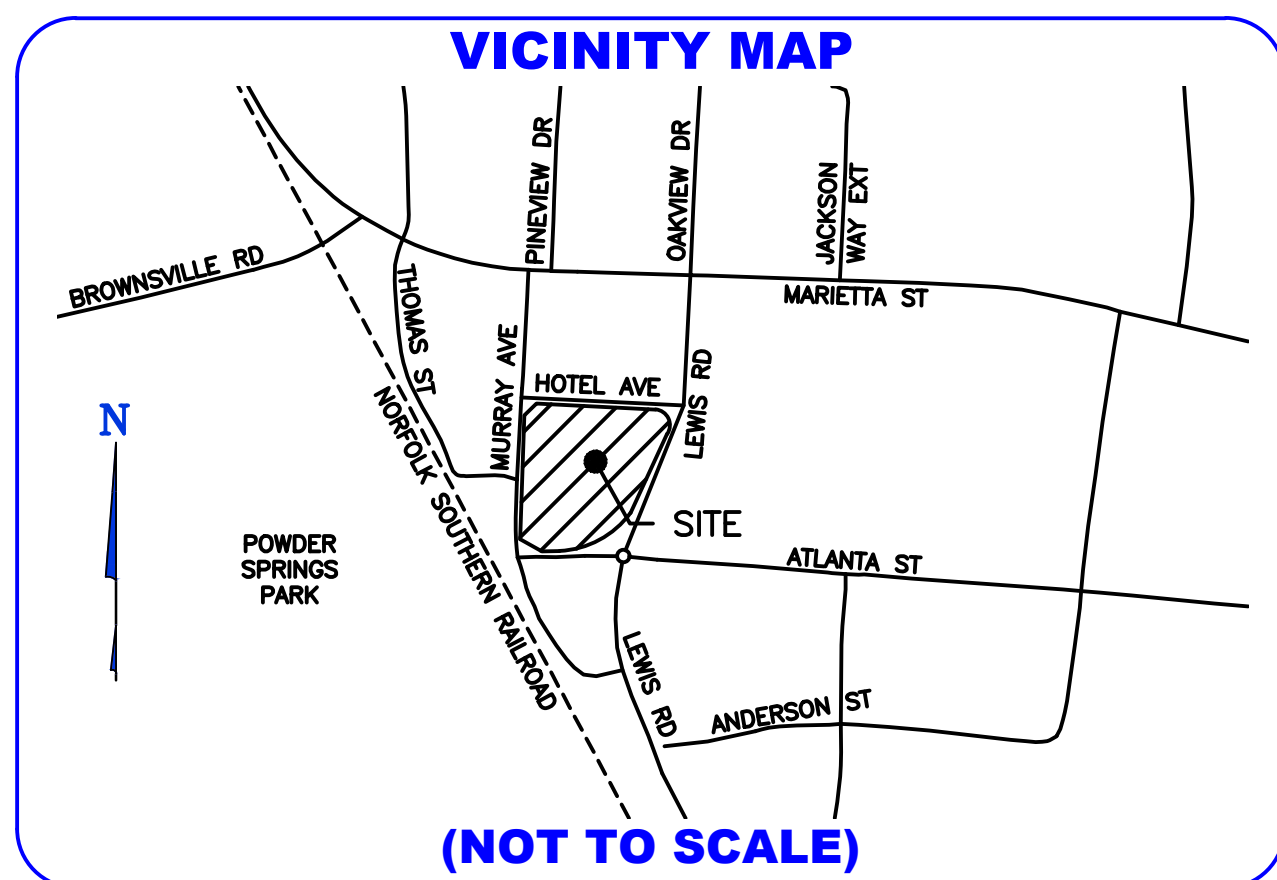 VICINITY MAP
PINEVIEW DR
OAKVIEW DR
JACKSON
WAY EXT
BROWNSVILLE RD
THOMAS ST
MARIETTA ST
MURRAY AVE
HOTEL AVE
LEWIS RD
N
NORFOLK SOUTHERN RAILROAD
SITE
POWDER
SPRINGS
PARK
ATLANTA ST
LEWIS RD
ANDERSON ST
(NOT TO SCALE)